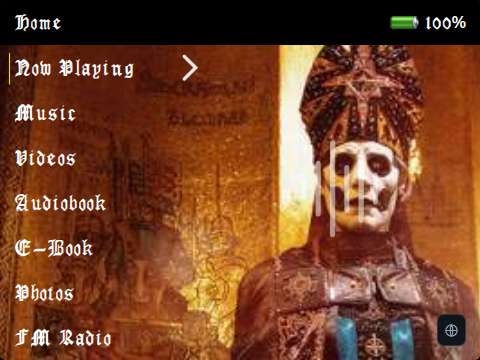 Home
100%
Now Playing
Music
Videos
Audiobook
E-Book
Photos
FM Radio